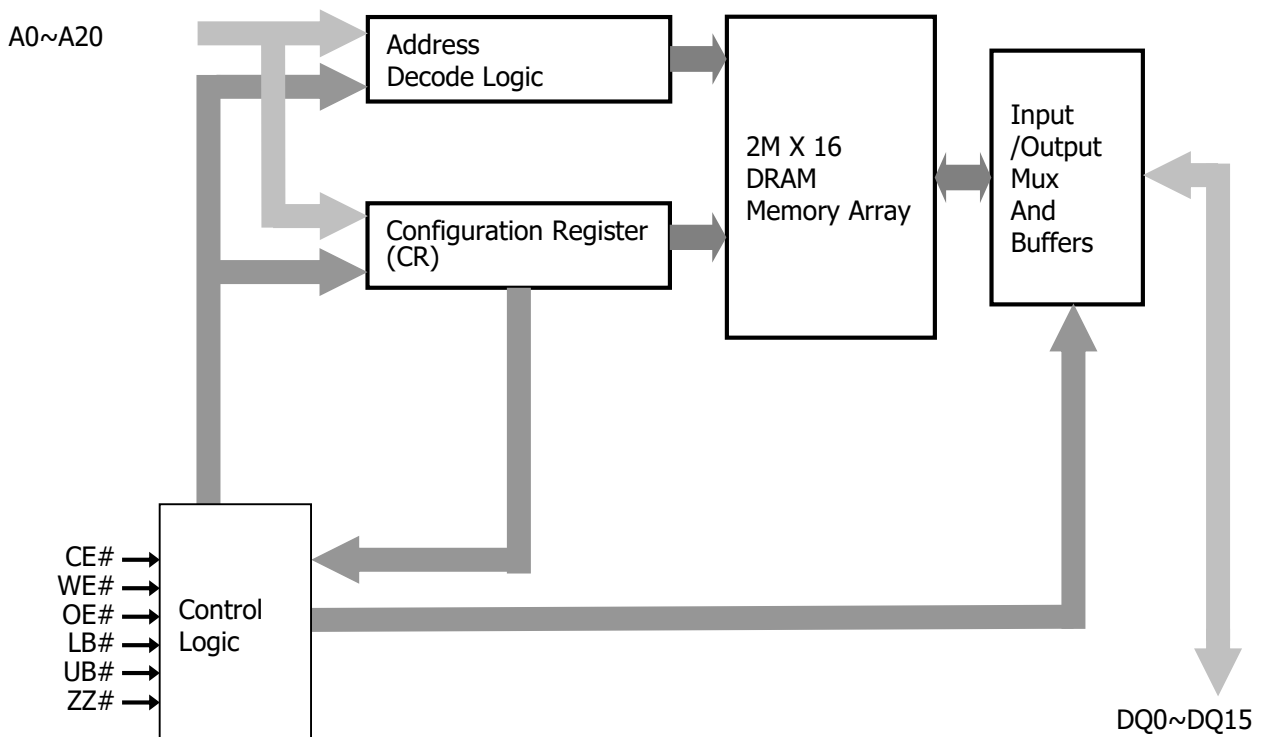 A0~A20
Address
Decode Logic
Configuration Register
(CR)
2M X 16
DRAM
Memory Array
Input
/Output
Mux
And
Buffers
CE#
WE#
OE#
LB#
UB#
ZZ#
Control
Logic
DQ0~DQ15